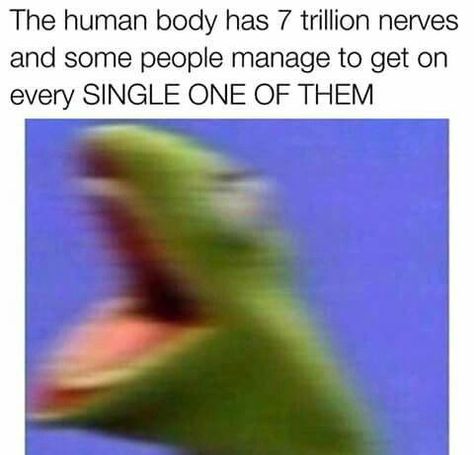 The human body has 7 trillion nerves
and some people manage to get on
every SINGLE ONE OF THEM